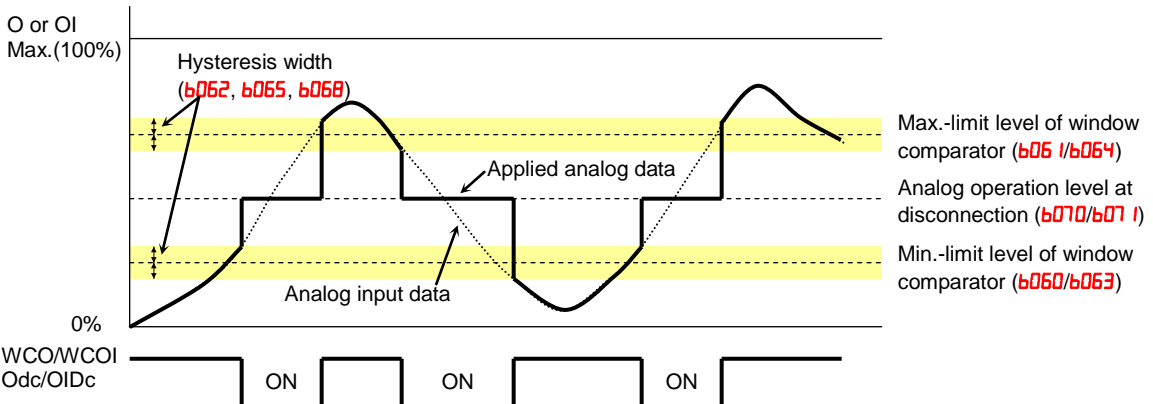 O or OI
Max.(100%)
Hysteresis width
(b062, b065, b068)
Max.-limit level of window
comparator (b061/b064)
Applied analog data
Analog operation level at
disconnection (b070/b071)
Min.-limit level of window
comparator (b060/b063)
Analog input data
0%
WCO/WCOI
Odc/OIDc
ON
ON
ON